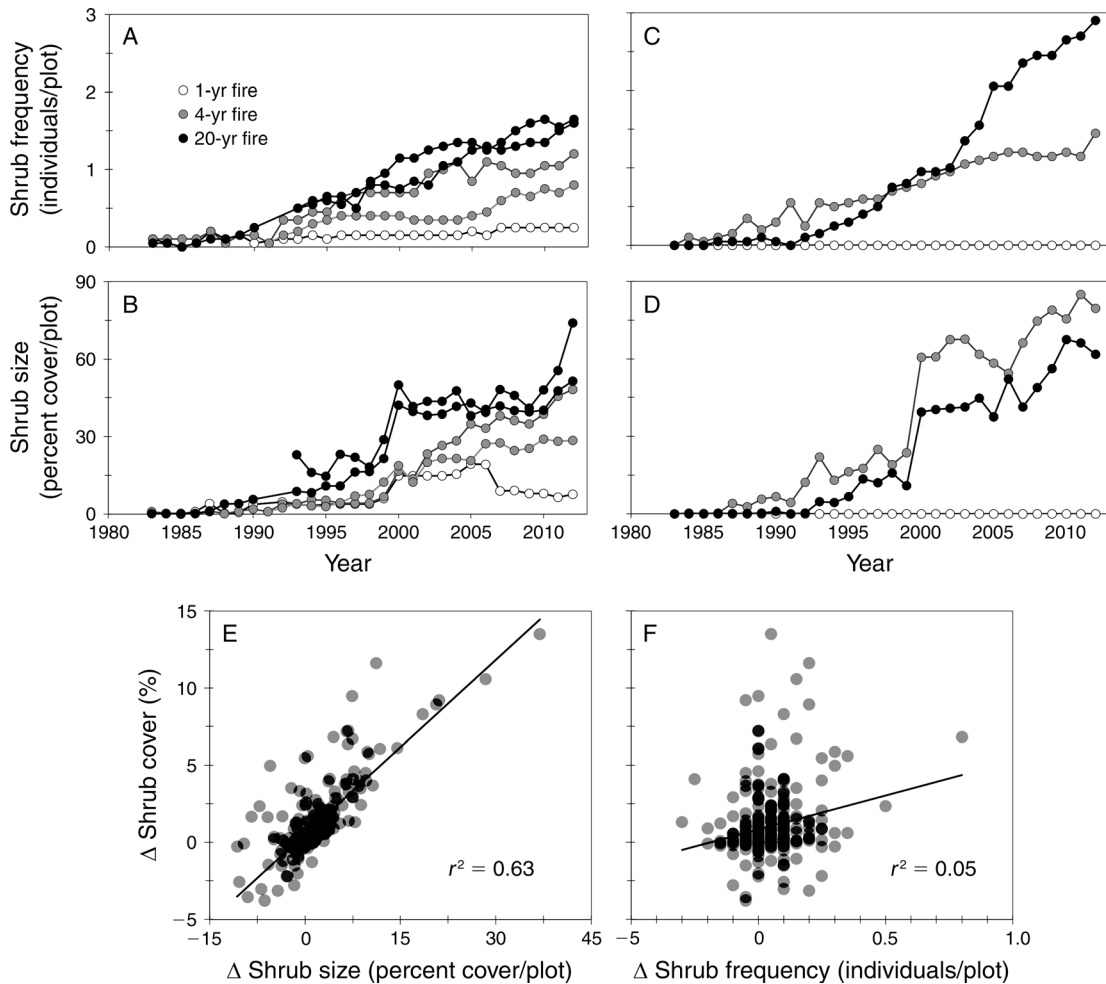 A
C
3
2
1
0
Shrub frequency
(individuals/plot)
1-yr fire
4-yr fire
20-yr fire
B
D
90
60
30
0
Shrub size
(percent cover/plot)
1980 1985 1990 1995 2000 2005 2010
1980 1985 1990 1995 2000 2005 2010
Year
Year
E
F
15
10
5
0
−5
Δ Shrub cover (%)
r² = 0.63
r² = 0.05
−15 0 15 30 45
−5 0 0.5 1.0
Δ Shrub size (percent cover/plot)
Δ Shrub frequency (individuals/plot)